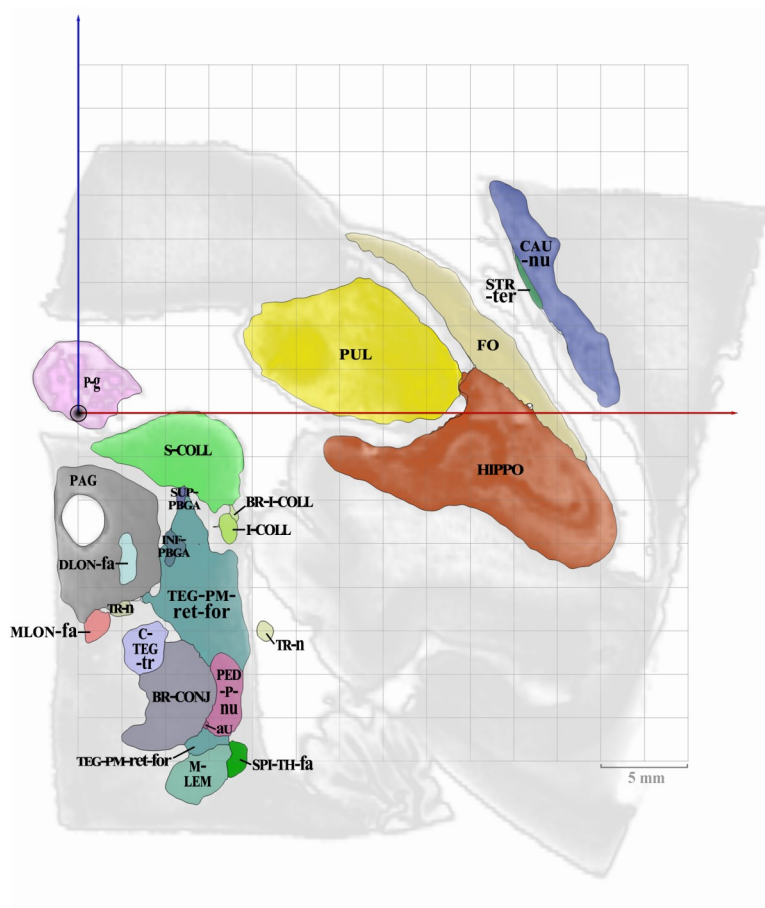 CAU
-nu
STR
-ter
FO
PUL
P-g
S-COLL
HIPPO
PAG
SUP-
PBGA
BR-I-COLL
I-COLL
INF-
PBGA
DLON-fa
TEG-PM-
ret-for
TR-n
MLON-fa
C-
TEG
-tr
TR-n
PED
-P-
nu
BR-CONJ
aU
TEG-PM-ret-for
M-
LEM
SPI-TH-fa
5 mm